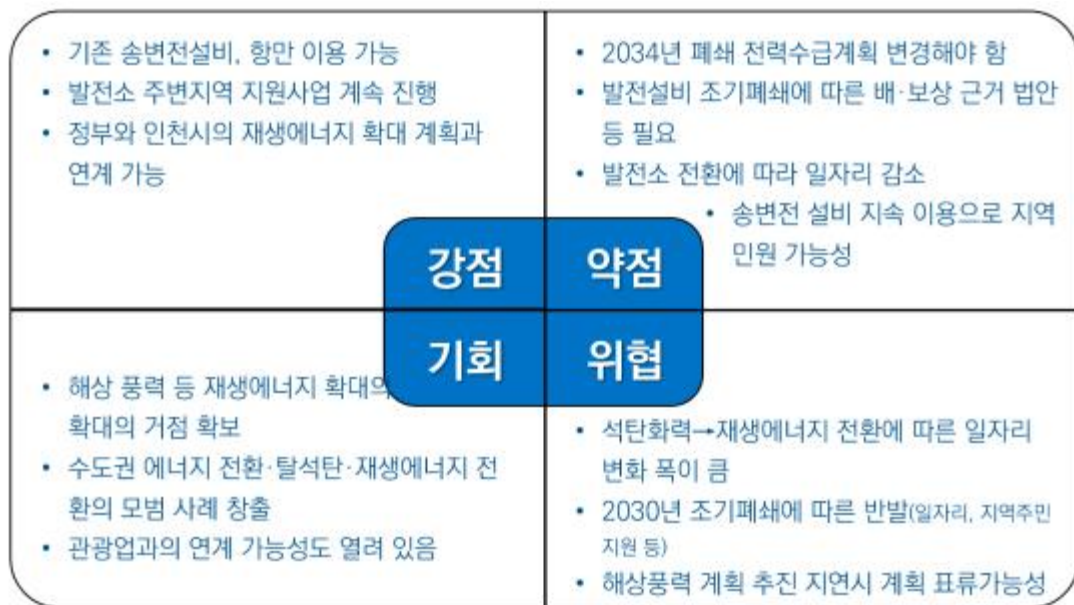 • 기존 송변전설비, 항만 이용 가능
• 발전소 주변지역 지원사업 계속 진행
• 정부와 인천시의 재생에너지 확대 계획과
연계 가능
• 2034년 폐쇄 전력수급계획 변경해야 함
• 발전설비 조기폐쇄에 따른 배·보상 근거 법안
등 필요
• 발전소 전환에 따라 일자리 감소
• 송변전 설비 지속 이용으로 지역
민원 가능성
강점
약점
기회
위협
• 해상 풍력 등 재생에너지 확대의
확대의 거점 확보
• 수도권 에너지 전환·탈석탄·재생에너지 전
환의 모범 사례 창출
• 관광업과의 연계 가능성도 열려 있음
• 석탄화력→재생에너지 전환에 따른 일자리
변화 폭이 큼
• 2030년 조기폐쇄에 따른 반발(일자리, 지역주민
지원 등)
• 해상풍력 계획 추진 지연시 계획 표류가능성